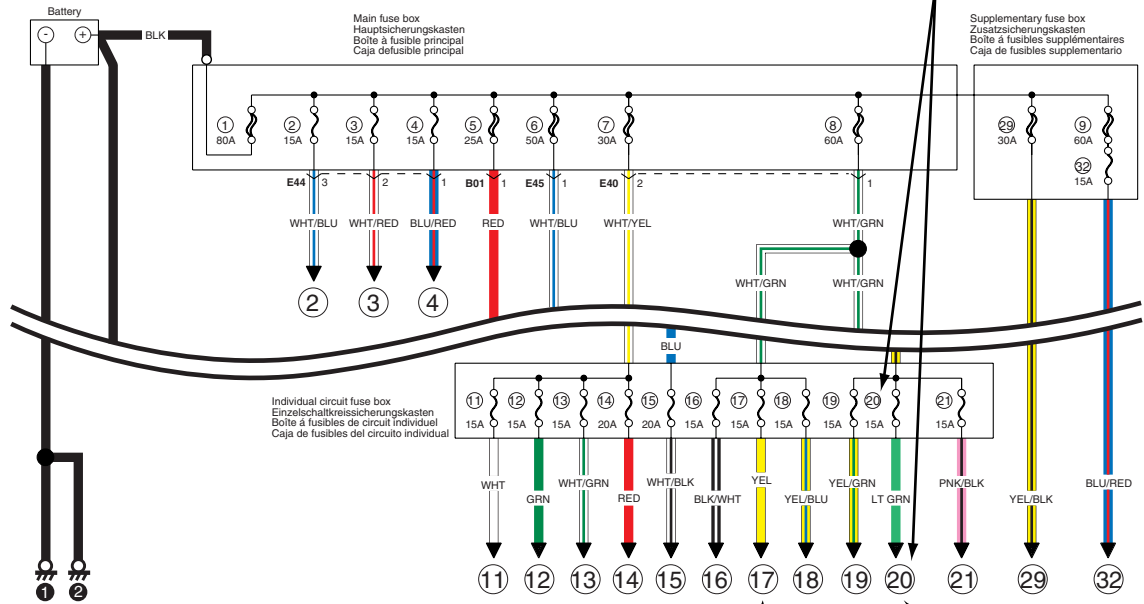 Battery
- +
BLK
Main fuse box
Hauptsicherungskasten
Boîte à fusible principal
Caja defusible principal
Supplementary fuse box
Zusatzsicherungskasten
Boîte á fusibles supplémentaires
Caja de fusibles supplementario
1 2 3 4 5 6 7 8 29 9
80A 15A 15A 15A 25A 50A 30A 60A 30A 60A
32
15A
E44 3 2 1 B01 1 E45 1 E40 2 1
WHT/BLU WHT/RED BLU/RED RED WHT/BLU WHT/YEL WHT/GRN
WHT/GRN WHT/GRN
2 3 4
BLU
Individual circuit fuse box
Einzelschaltkreissicherungskasten
Boîte á fusibles de circuit individuel
Caja de fusibles del circuito individual
11 12 13 14 15 16 17 18 19 20 21
15A 15A 15A 20A 20A 15A 15A 15A 15A 15A 15A
WHT GRN WHT/GRN RED WHT/BLK BLK/WHT YEL YEL/BLU YEL/GRN LT GRN PNK/BLK YEL/BLK BLU/RED
11 12 13 14 15 16 17 18 19 20 21 29 32
1 2